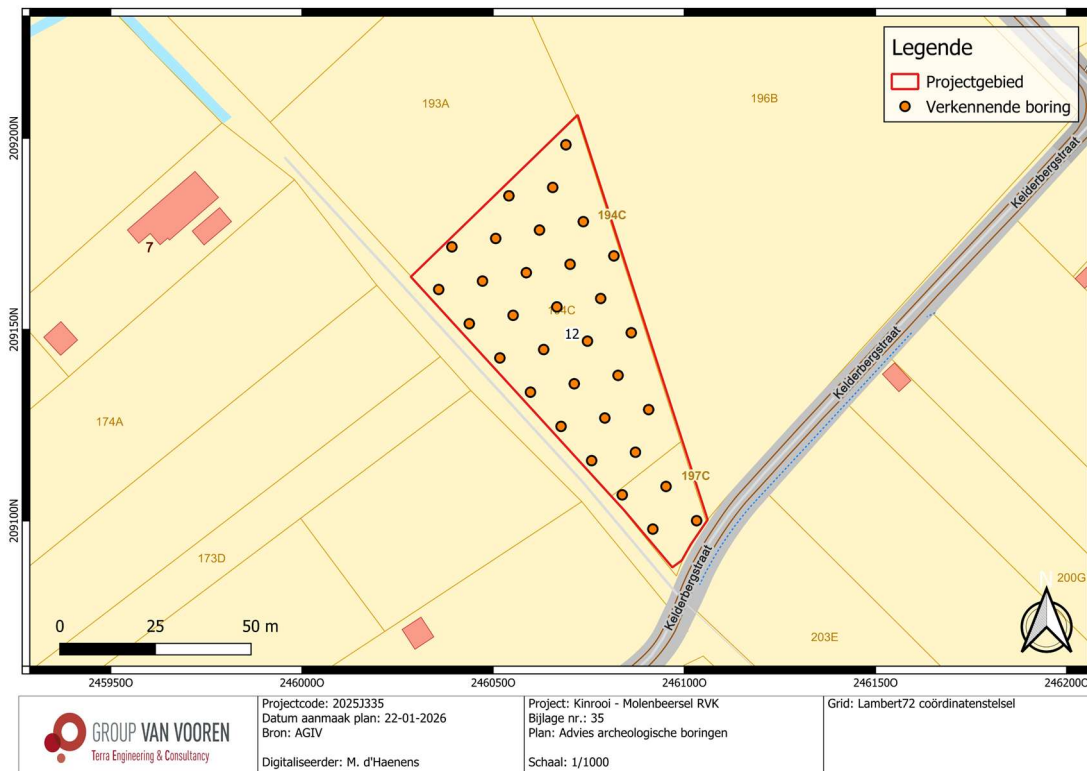 Legende
Projectgebied
Verkennende boring
193A
196B
194C
7
12
174A
197C
173D
200G
203E
Kelderbergstraat
Kelderbergstraat
Kelderbergstraat
N
0 25 50 m
209200N
209150N
209100N
245950O 246000O 246050O 246100O 246150O
GROUP VAN VOOREN
Terra Engineering & Consultancy
Projectcode: 2025J335
Datum aanmaak plan: 22-01-2026
Bron: AGIV
Digitaliseerder: M. d'Haenens
Project: Kinrooi - Molenbeersel RVK
Bijlage nr.: 35
Plan: Advies archeologische boringen
Schaal: 1/1000
Grid: Lambert72 coördinatenstelsel